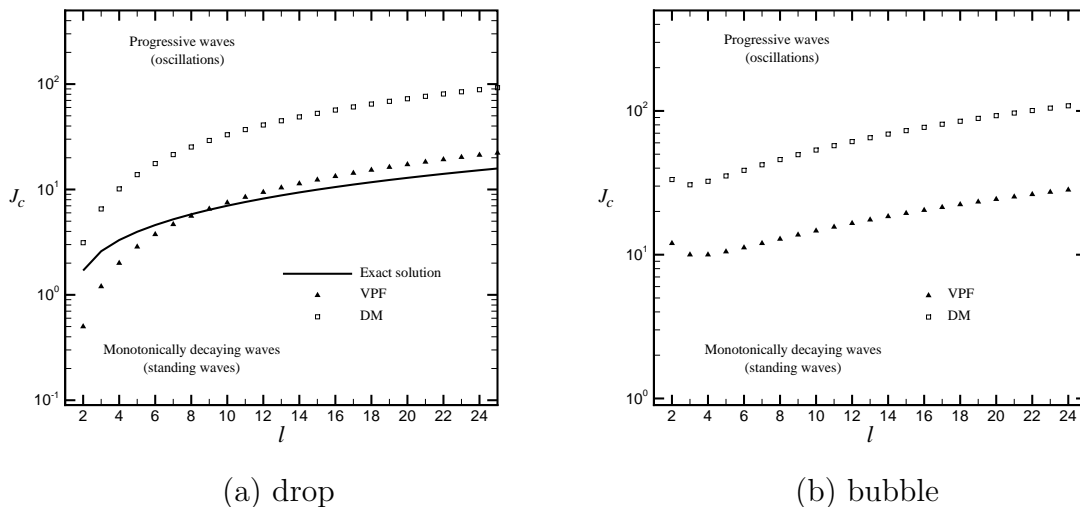 Progressive waves
(oscillations)
10²
J_c
10¹
Exact solution
VPF
10⁰
DM
Monotonically decaying waves
(standing waves)
10⁻¹
2 4 6 8 10 12 14 16 18 20 22 24
l
(a) drop
Progressive waves
(oscillations)
10²
J_c
10¹
VPF
DM
Monotonically decaying waves
(standing waves)
10⁰
2 4 6 8 10 12 14 16 18 20 22 24
l
(b) bubble